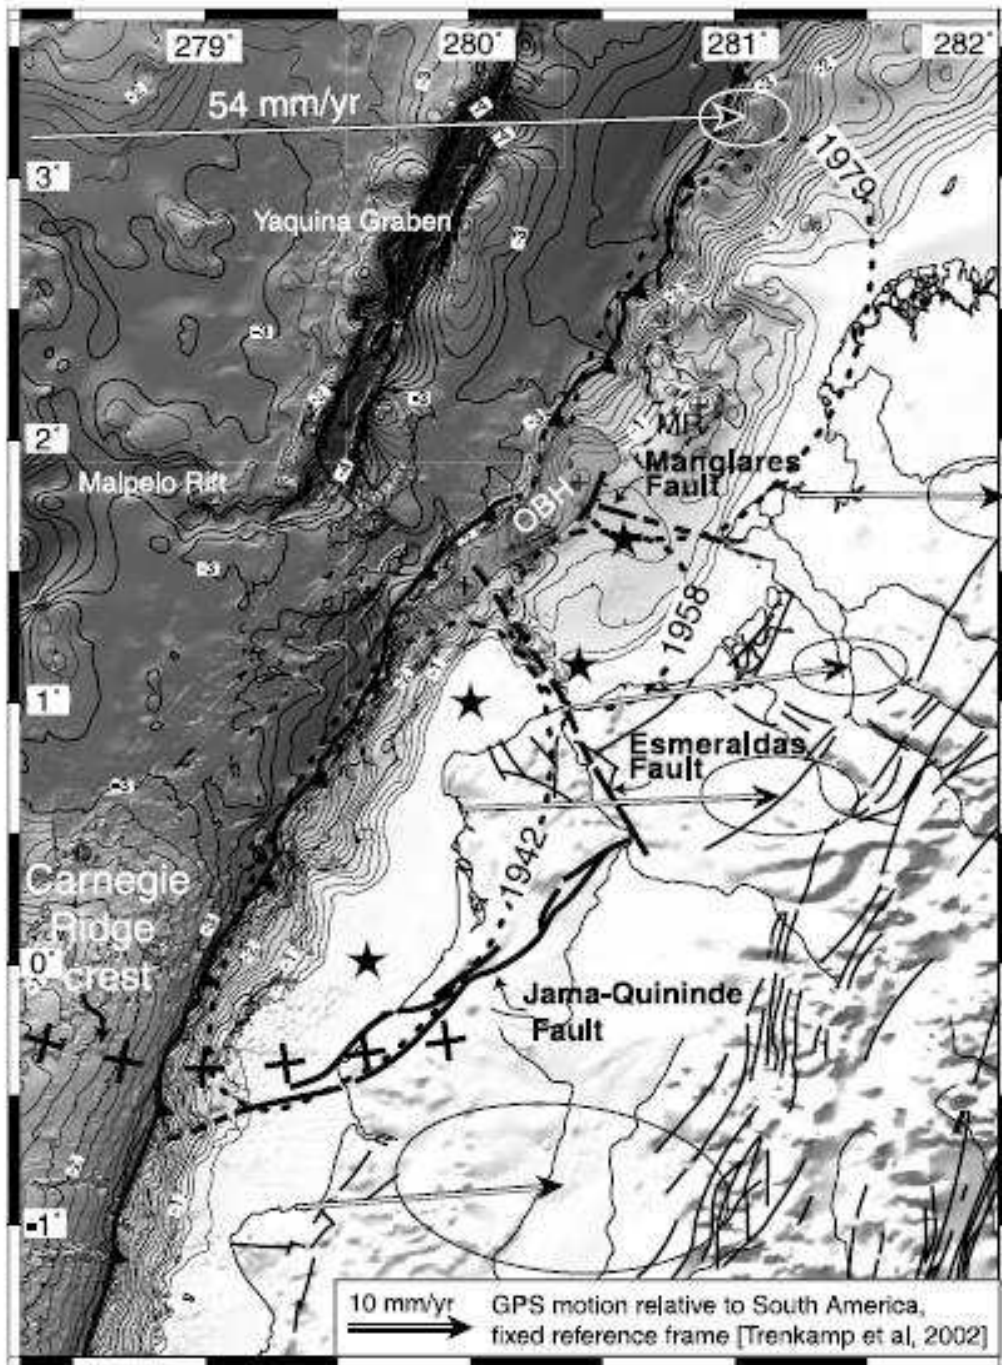 279°
280°
281°
282°
54 mm/yr
3°
1979
Yaquina Graben
2°
MR
Malpelo Rift
Manglares
Fault
OBH
1958
1°
Esmeraldas
Fault
1942
Carnegie
Ridge
crest
0°
Jama-Quininde
Fault
-1°
10 mm/yr
GPS motion relative to South America,
fixed reference frame [Trenkamp et al, 2002]